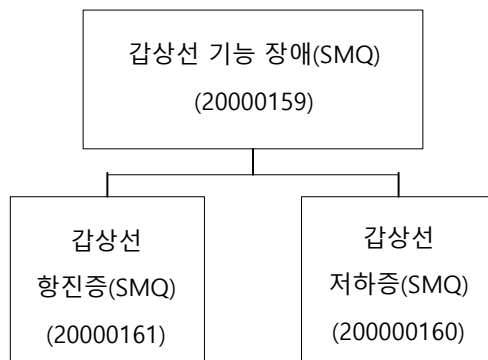 갑상선 기능 장애(SMQ)
(20000159)
갑상선
항진증(SMQ)
(20000161)
갑상선
저하증(SMQ)
(200000160)